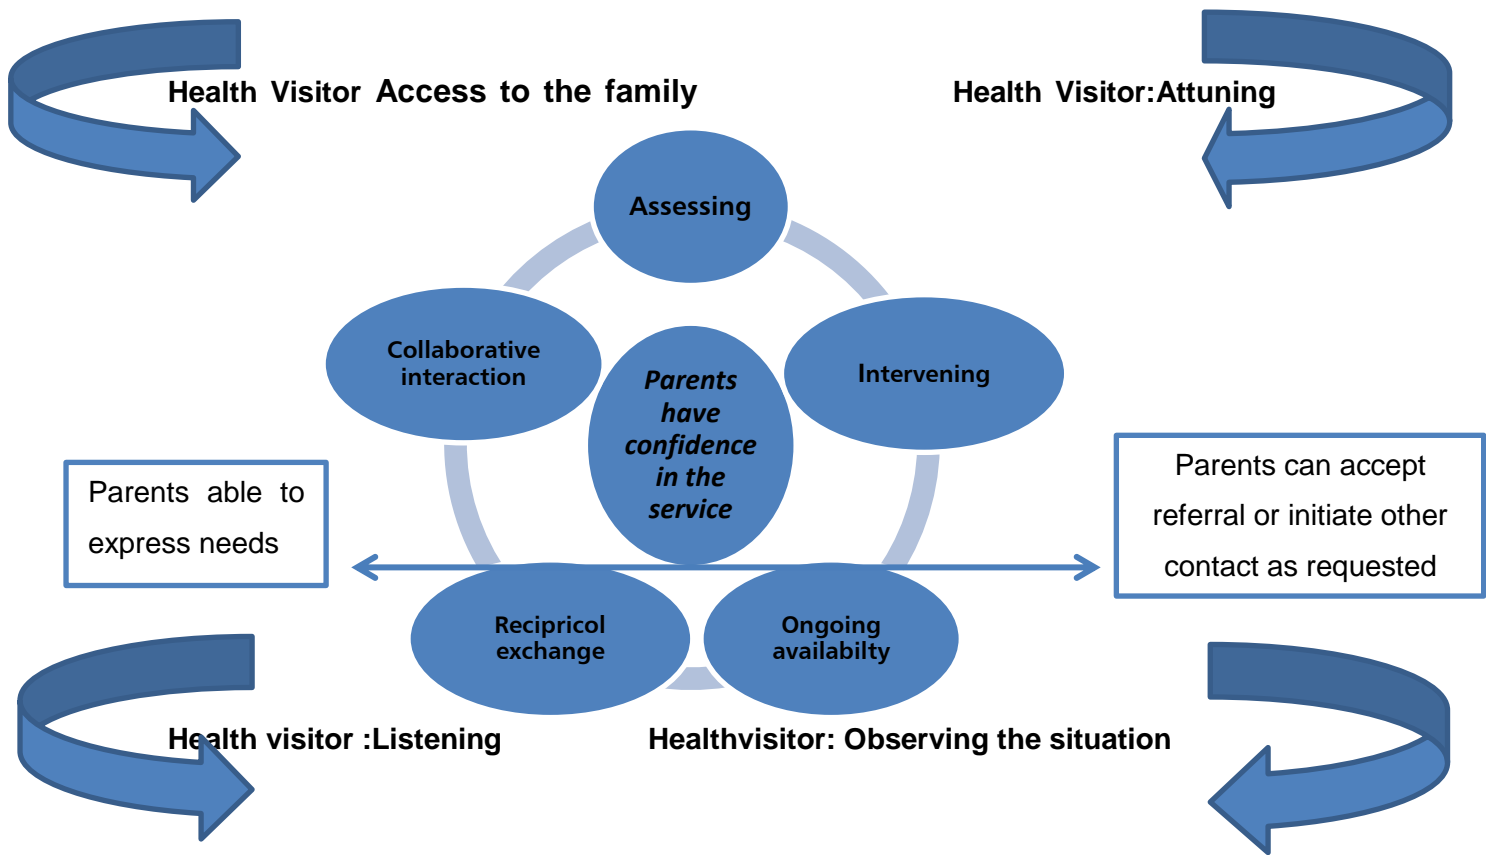 Health Visitor Access to the family
Health Visitor:Attuning
Assessing
Collaborative
interaction
Intervening
Parents
have
confidence
in the
service
Parents able to
express needs
Parents can accept
referral or initiate other
contact as requested
Recipricol
exchange
Ongoing
availabilty
Health visitor :Listening
Healthvisitor: Observing the situation